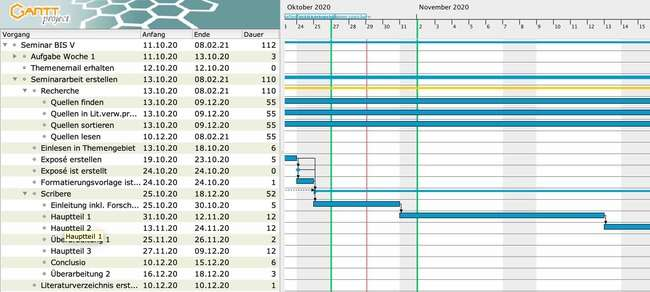 GANTT project
Oktober 2020 November 2020
24 25 26 27 28 29 30 31 1 2 3 4 5 6 7 8 9 10 11 12 13 14 15
Vorgang Anfang Ende Dauer
Seminar BIS V 11.10.20 08.02.21 112
Aufgabe Woche 1 11.10.20 13.10.20 3
Themenemail erhalten 12.10.20 12.10.20 0
Seminararbeit erstellen 13.10.20 08.02.21 110
Recherche 13.10.20 08.02.21 110
Quellen finden 13.10.20 09.12.20 55
Quellen in Lit.verw.pr... 13.10.20 09.12.20 55
Quellen sortieren 13.10.20 09.12.20 55
Quellen lesen 10.12.20 08.02.21 55
Einlesen in Themengebiet 13.10.20 18.10.20 6
Exposé erstellen 19.10.20 23.10.20 5
Exposé ist erstellt 24.10.20 24.10.20 0
Formatierungsvorlage ist... 24.10.20 24.10.20 1
Scribere 25.10.20 18.12.20 52
Einleitung inkl. Forsch... 25.10.20 30.10.20 5
Hauptteil 1 31.10.20 12.11.20 12
Hauptteil 2 13.11.20 24.11.20 12
Hauptteil 1
1 25.11.20 26.11.20 2
Hauptteil 3 27.11.20 09.12.20 12
Conclusio 10.12.20 15.12.20 6
Überarbeitung 2 16.12.20 18.12.20 3
Literaturverzeichnis erst... 09.10.20 08.12.20 1